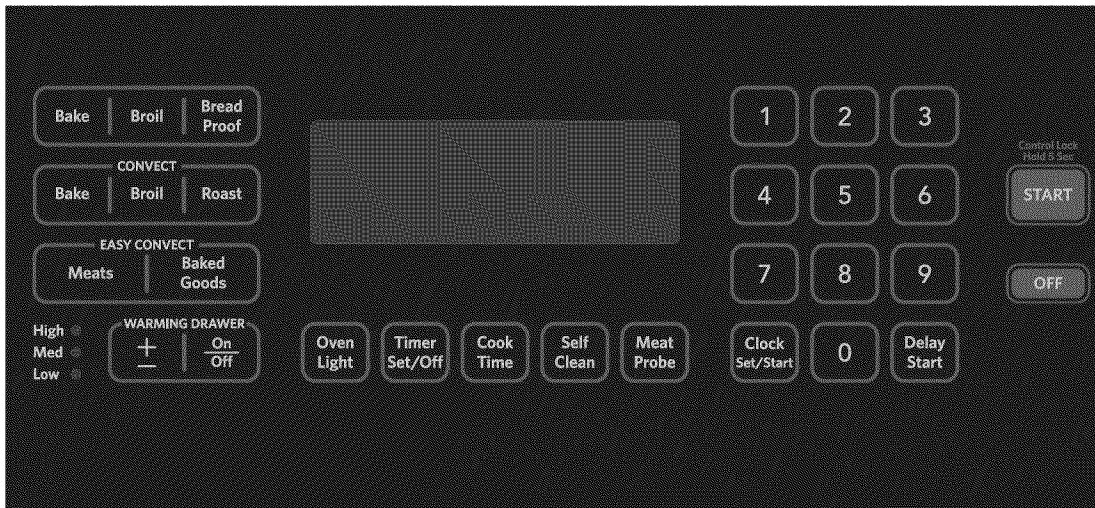 Bake Broil Bread
Proof
CONVECT
Bake Broil Roast
EASY CONVECT
Meats Baked
Goods
High
Med
Low
WARMING DRAWER
+
−
On
Off
Oven
Light
Timer
Set/Off
Cook
Time
Self
Clean
Meat
Probe
1 2 3
4 5 6
7 8 9
Clock
Set/Start
0
Delay
Start
Control Lock
Hold 5 Sec
START
OFF